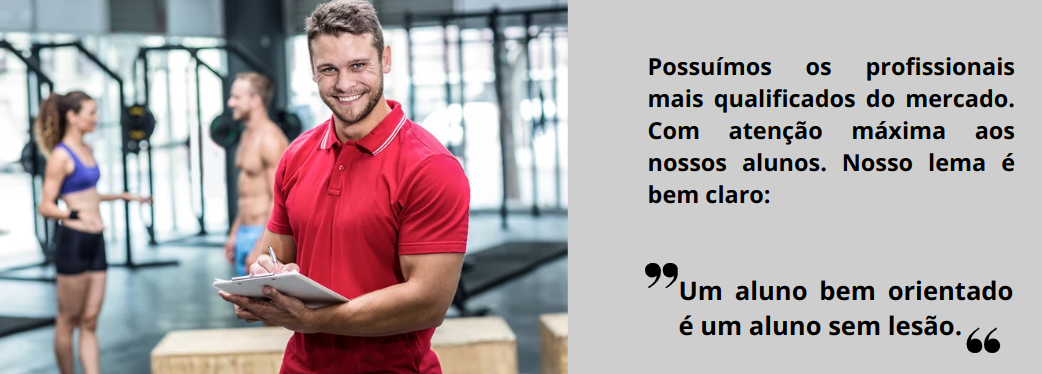 Possuímos os profissionais
mais qualificados do mercado.
Com atenção máxima aos
nossos alunos. Nosso lema é
bem claro:
”Um aluno bem orientado
é um aluno sem lesão.“